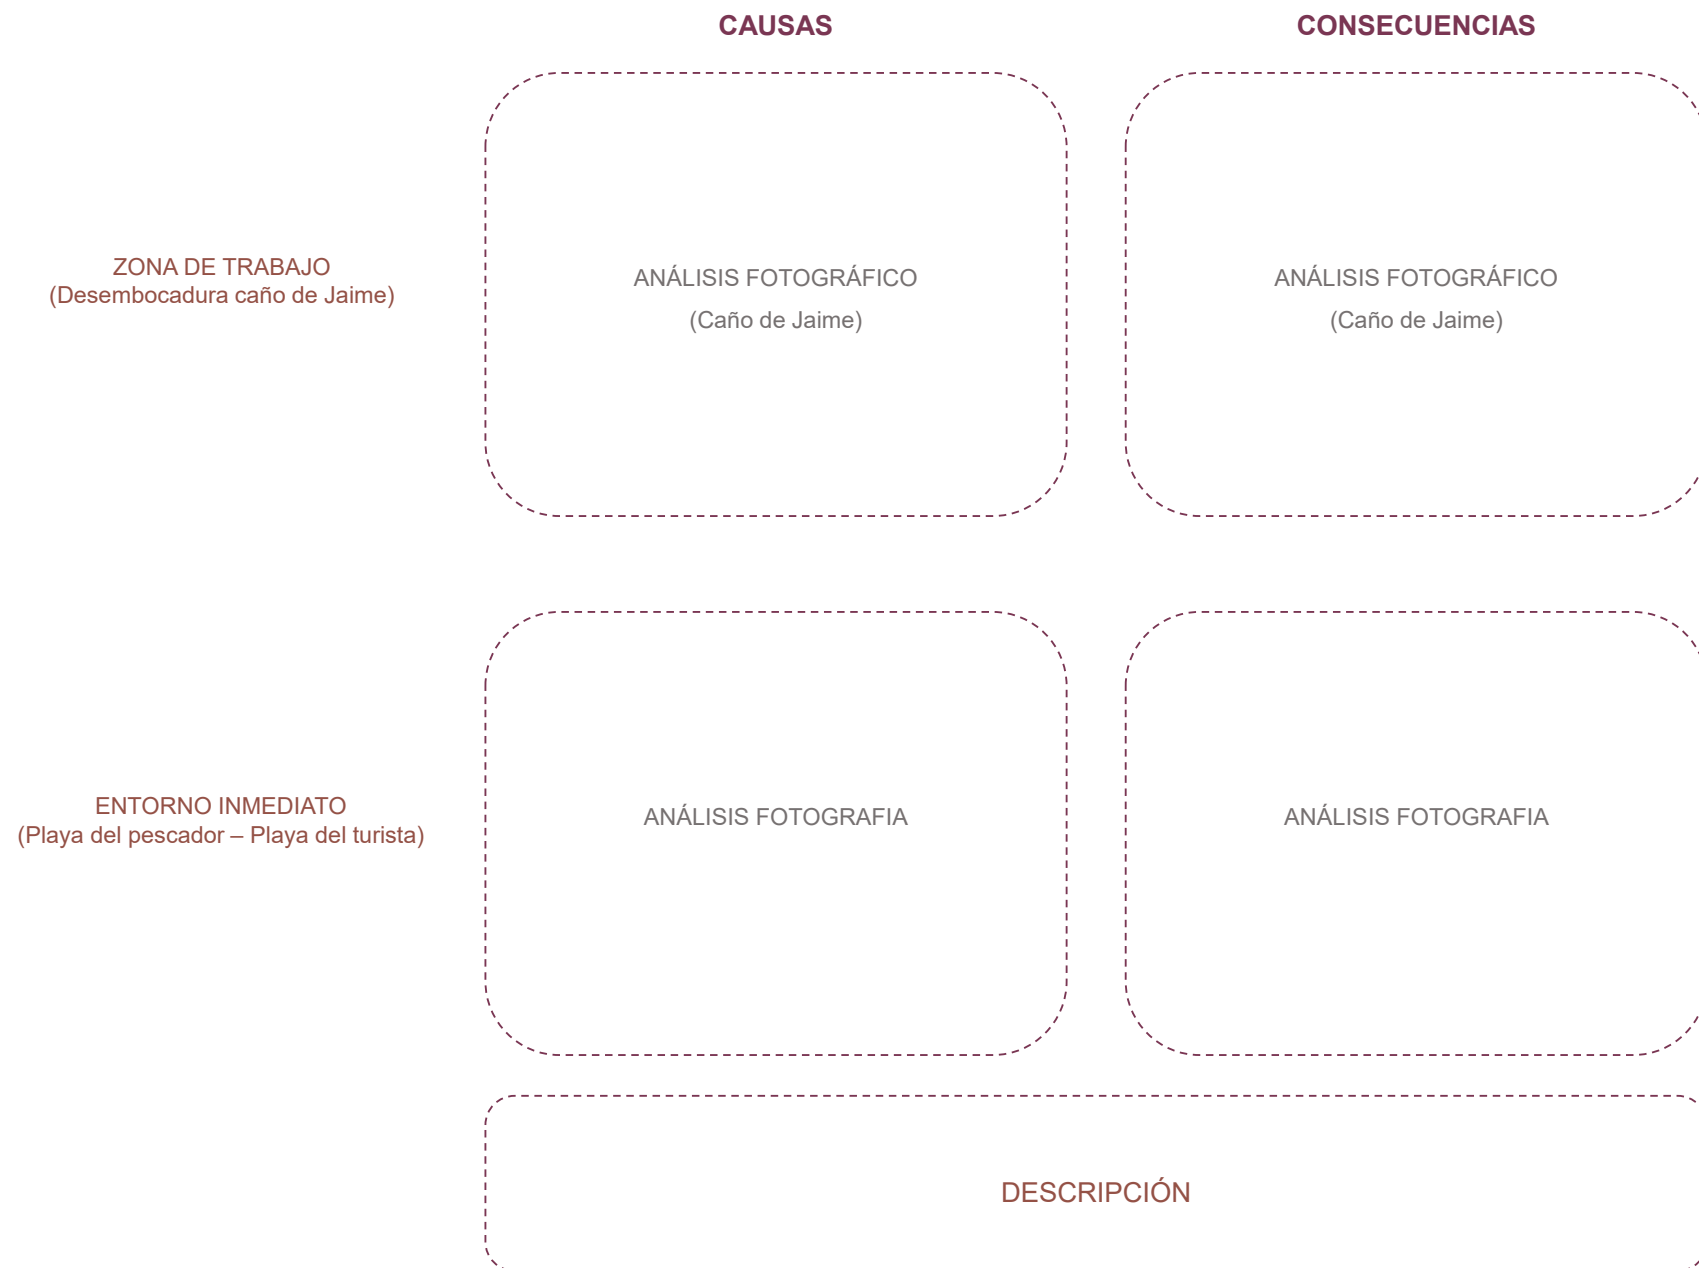 CAUSAS
CONSECUENCIAS
ZONA DE TRABAJO
(Desembocadura caño de Jaime)
ANÁLISIS FOTOGRÁFICO
(Caño de Jaime)
ANÁLISIS FOTOGRÁFICO
(Caño de Jaime)
ENTORNO INMEDIATO
(Playa del pescador – Playa del turista)
ANÁLISIS FOTOGRAFIA
ANÁLISIS FOTOGRAFIA
DESCRIPCIÓN